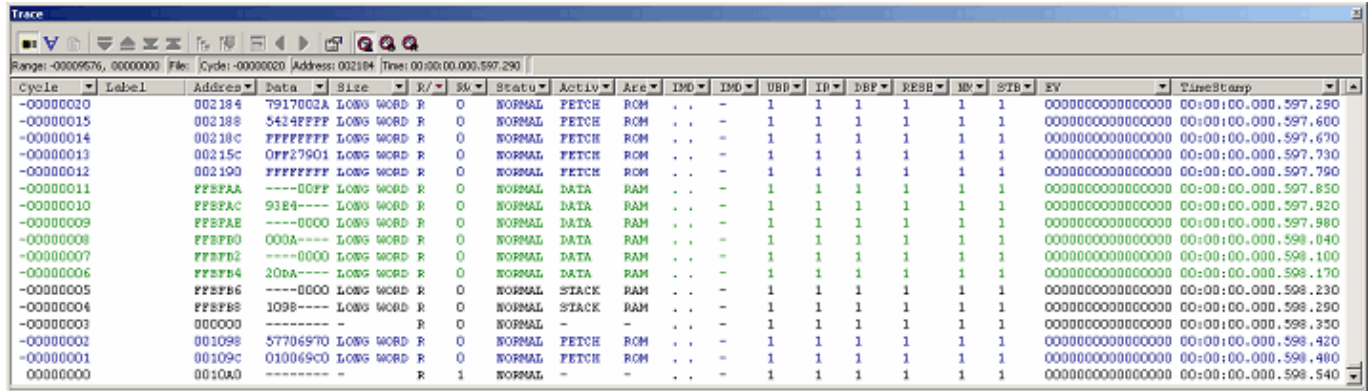 Trace
Range: -00009576, 00000000 File: Cycle: -00000020 Address: 002184 Time: 00:00:00.000.597.290
Cycle Label Addres Data Size R/ RW Statu Activ Are IMD IMD UBR IR DBF RESE NM STB EV TimeStamp
-00000020 002184 7917002A LONG WORD R 0 NORMAL FETCH ROM . . - 1 1 1 1 1 1 0000000000000000 00:00:00.000.597.290
-00000015 002188 5424FFFF LONG WORD R 0 NORMAL FETCH ROM . . - 1 1 1 1 1 1 0000000000000000 00:00:00.000.597.600
-00000014 00218C FFFFFFFF LONG WORD R 0 NORMAL FETCH ROM . . - 1 1 1 1 1 1 0000000000000000 00:00:00.000.597.670
-00000013 00215C 0FF27901 LONG WORD R 0 NORMAL FETCH ROM . . - 1 1 1 1 1 1 0000000000000000 00:00:00.000.597.730
-00000012 002190 FFFFFFFF LONG WORD R 0 NORMAL FETCH ROM . . - 1 1 1 1 1 1 0000000000000000 00:00:00.000.597.790
-00000011 FFBFAA ----00FF LONG WORD R 0 NORMAL DATA RAM . . - 1 1 1 1 1 1 0000000000000000 00:00:00.000.597.850
-00000010 FFBFAC 93E4---- LONG WORD R 0 NORMAL DATA RAM . . - 1 1 1 1 1 1 0000000000000000 00:00:00.000.597.920
-00000009 FFBFAE ----0000 LONG WORD R 0 NORMAL DATA RAM . . - 1 1 1 1 1 1 0000000000000000 00:00:00.000.597.980
-00000008 FFBFB0 000A---- LONG WORD R 0 NORMAL DATA RAM . . - 1 1 1 1 1 1 0000000000000000 00:00:00.000.598.040
-00000007 FFBFB2 ----0000 LONG WORD R 0 NORMAL DATA RAM . . - 1 1 1 1 1 1 0000000000000000 00:00:00.000.598.100
-00000006 FFBFB4 20DA---- LONG WORD R 0 NORMAL DATA RAM . . - 1 1 1 1 1 1 0000000000000000 00:00:00.000.598.170
-00000005 FFBFB6 ----0000 LONG WORD R 0 NORMAL STACK RAM . . - 1 1 1 1 1 1 0000000000000000 00:00:00.000.598.230
-00000004 FFBFB8 1098---- LONG WORD R 0 NORMAL STACK RAM . . - 1 1 1 1 1 1 0000000000000000 00:00:00.000.598.290
-00000003 000000 -------- - R 0 NORMAL - - . . - 1 1 1 1 1 1 0000000000000000 00:00:00.000.598.350
-00000002 001098 57706970 LONG WORD R 0 NORMAL FETCH ROM . . - 1 1 1 1 1 1 0000000000000000 00:00:00.000.598.420
-00000001 00109C 010069C0 LONG WORD R 0 NORMAL FETCH ROM . . - 1 1 1 1 1 1 0000000000000000 00:00:00.000.598.480
00000000 0010A0 -------- - R 1 NORMAL - - . . - 1 1 1 1 1 1 0000000000000000 00:00:00.000.598.540